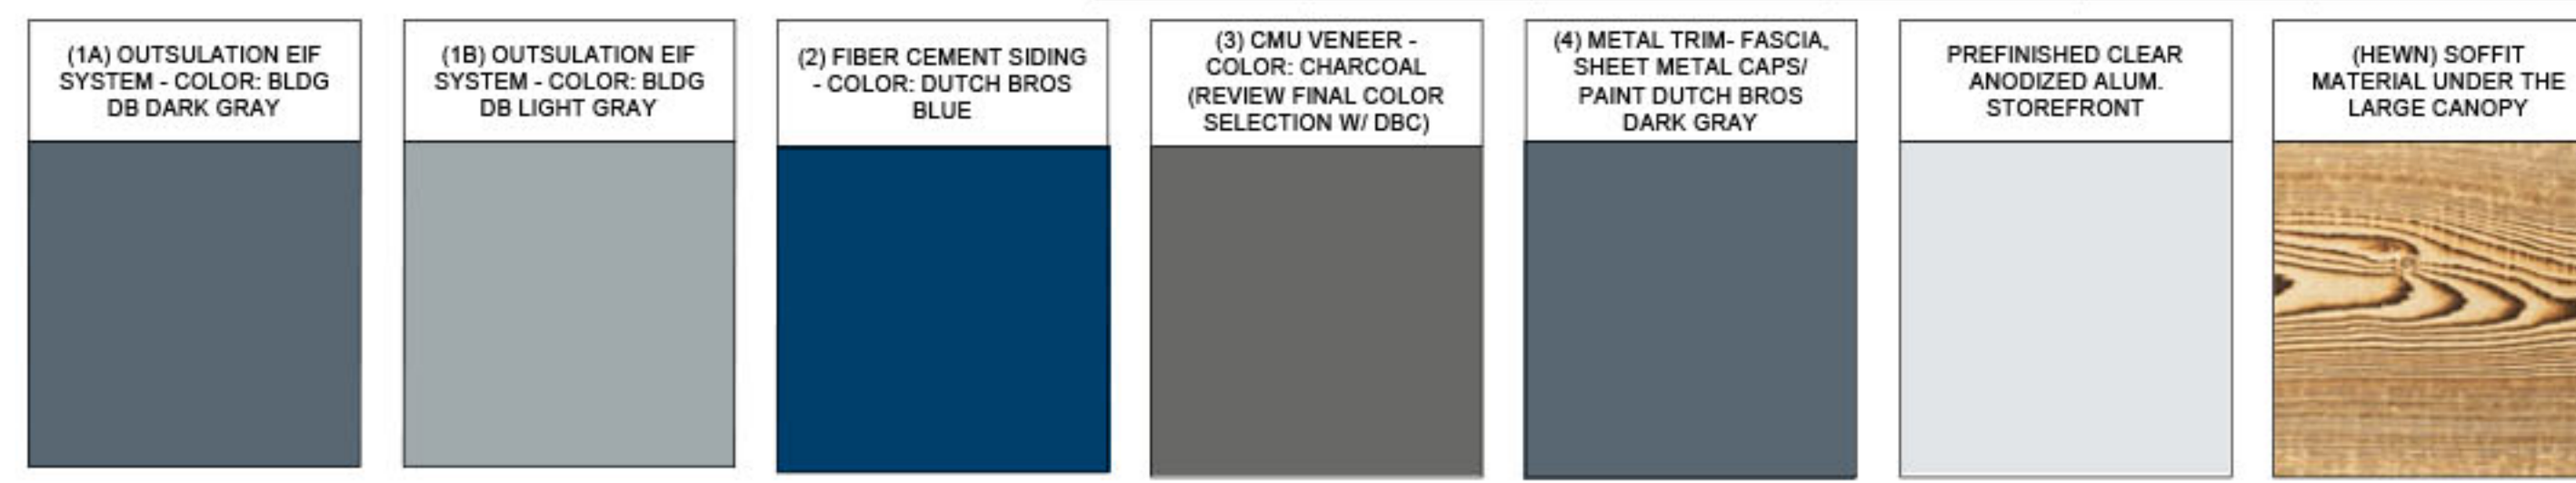 (1A) OUTSULATION EIF
SYSTEM - COLOR: BLDG
DB DARK GRAY
(1B) OUTSULATION EIF
SYSTEM - COLOR: BLDG
DB LIGHT GRAY
(2) FIBER CEMENT SIDING
- COLOR: DUTCH BROS
BLUE
(3) CMU VENEER -
COLOR: CHARCOAL
(REVIEW FINAL COLOR
SELECTION W/ DBC)
(4) METAL TRIM- FASCIA,
SHEET METAL CAPS/
PAINT DUTCH BROS
DARK GRAY
PREFINISHED CLEAR
ANODIZED ALUM.
STOREFRONT
(HEWN) SOFFIT
MATERIAL UNDER THE
LARGE CANOPY